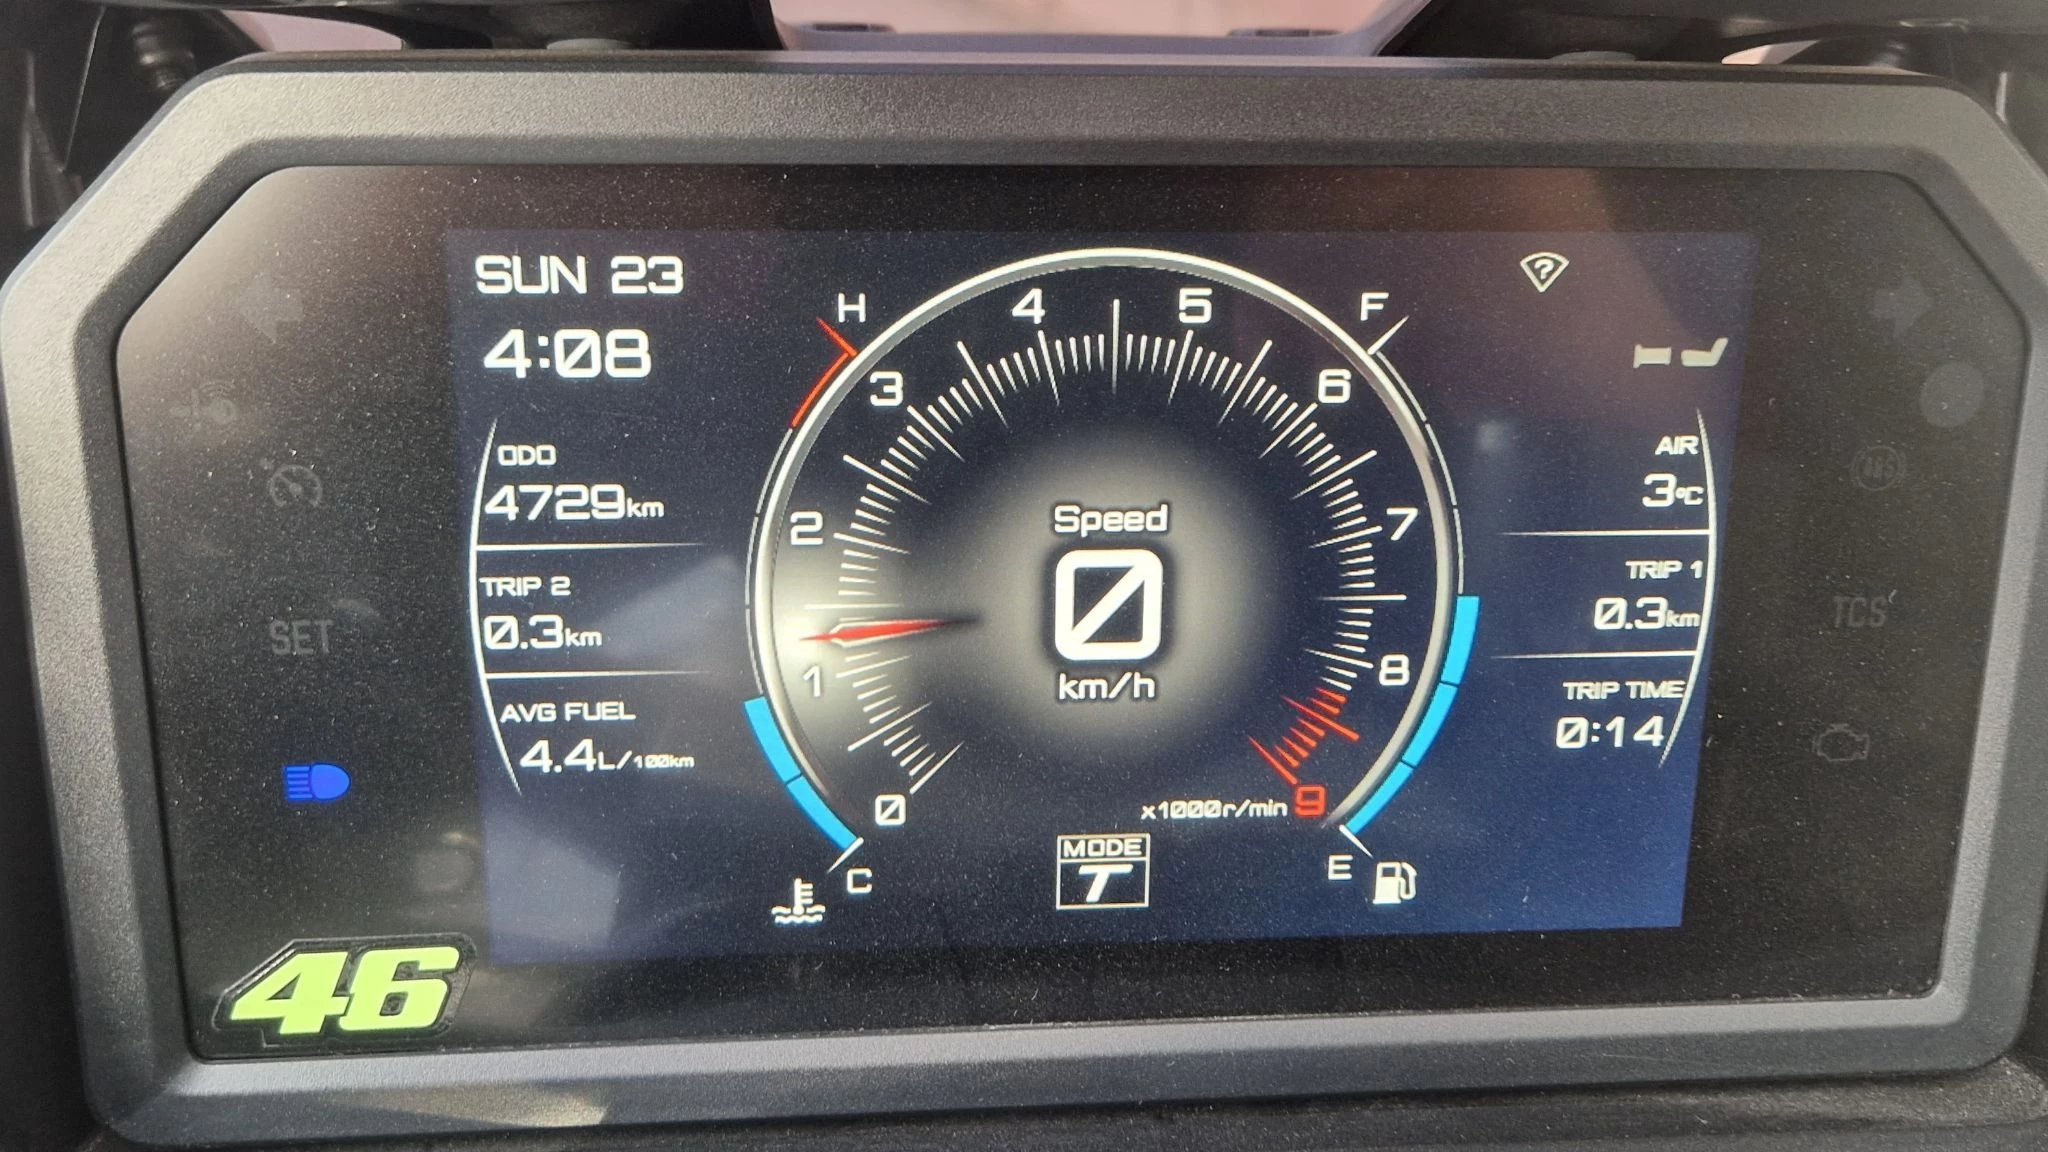 SUN 23
4:08
ODO
4729km
TRIP 2
0.3km
AVG FUEL
4.4L/100km
SET
46
H
F
0
1
2
3
4
5
6
7
8
9
Speed
0
km/h
x1000r/min
MODE
T
C
E
?
AIR
3°C
TRIP 1
0.3km
TRIP TIME
0:14
ABS
TCS